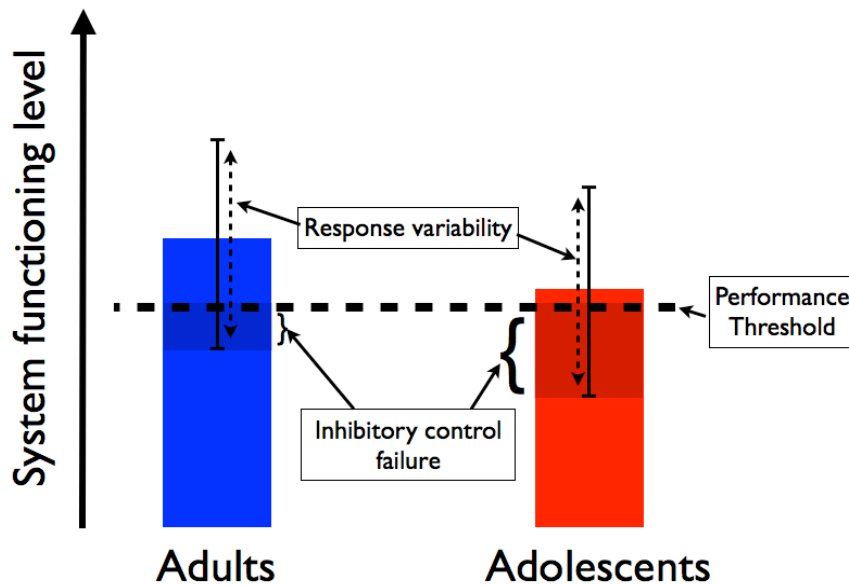 System functioning level
Response variability
Performance
Threshold
Inhibitory control
failure
Adults
Adolescents